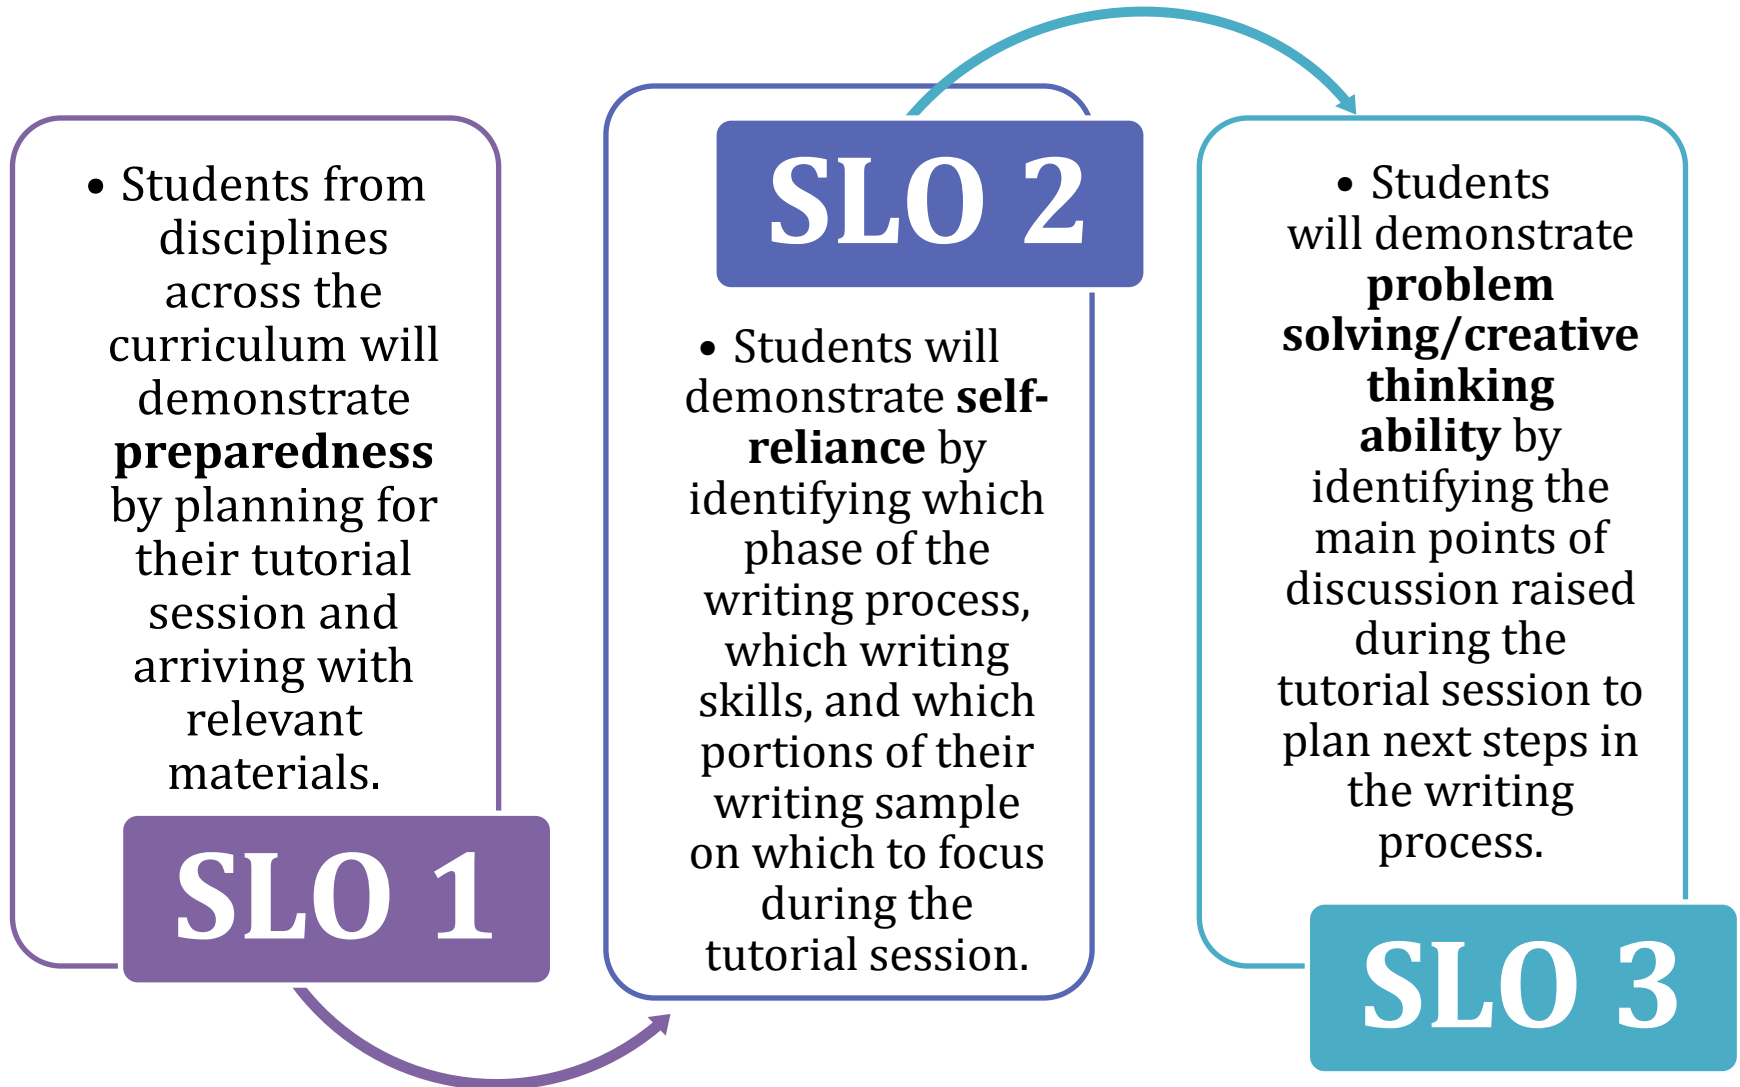 • Students from
disciplines
across the
curriculum will
demonstrate
preparedness
by planning for
their tutorial
session and
arriving with
relevant
materials.
SLO 1
SLO 2
• Students will
demonstrate self-
reliance by
identifying which
phase of the
writing process,
which writing
skills, and which
portions of their
writing sample
on which to focus
during the
tutorial session.
• Students
will demonstrate
problem
solving/creative
thinking
ability by
identifying the
main points of
discussion raised
during the
tutorial session to
plan next steps in
the writing
process.
SLO 3